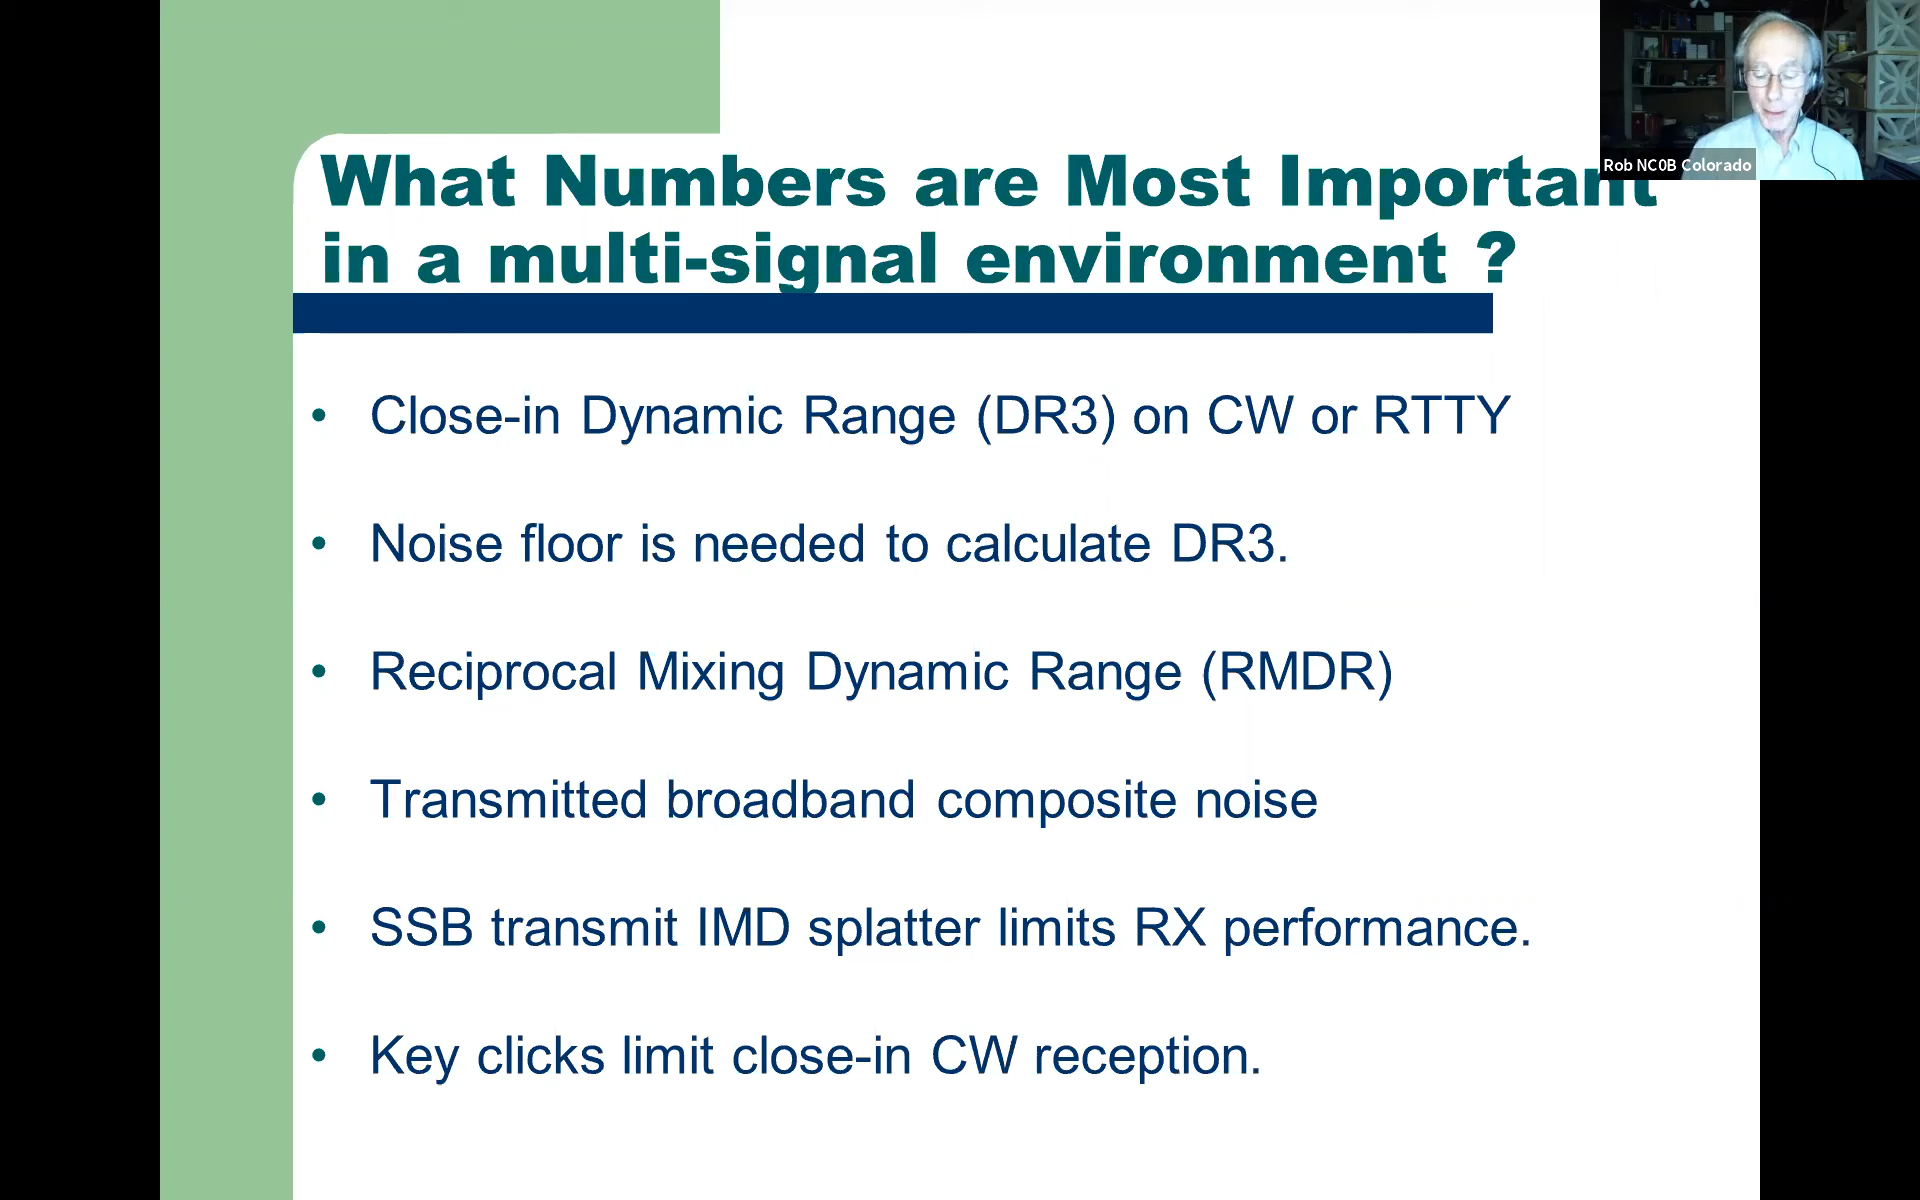 What Numbers are Most Important
in a multi-signal environment ?
Rob NC0B Colorado
• Close-in Dynamic Range (DR3) on CW or RTTY
• Noise floor is needed to calculate DR3.
• Reciprocal Mixing Dynamic Range (RMDR)
• Transmitted broadband composite noise
• SSB transmit IMD splatter limits RX performance.
• Key clicks limit close-in CW reception.